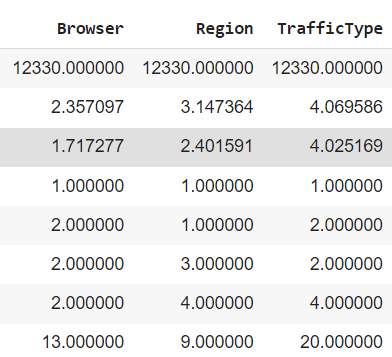 Browser Region TrafficType
12330.000000 12330.000000 12330.000000
2.357097 3.147364 4.069586
1.717277 2.401591 4.025169
1.000000 1.000000 1.000000
2.000000 1.000000 2.000000
2.000000 3.000000 2.000000
2.000000 4.000000 4.000000
13.000000 9.000000 20.000000